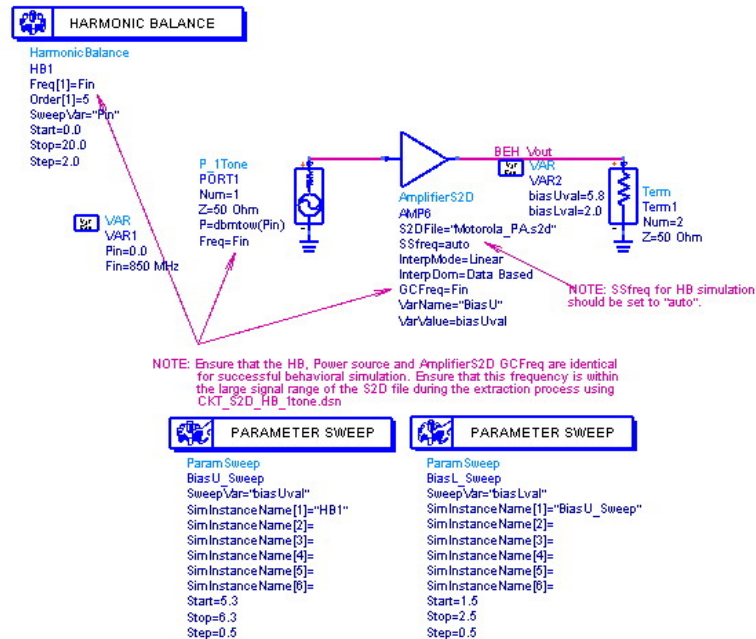 HARMONIC BALANCE
HarmonicBalance
HB1
Freq[1]=Fin
Order[1]=5
SweepVar="Pin"
Start=0.0
Stop=20.0
Step=2.0
Var
Eqn
VAR
VAR1
Pin=0.0
Fin=850 MHz
P_1Tone
PORT1
Num=1
Z=50 Ohm
P=dbmtow(Pin)
Freq=Fin
AmplifierS2D
AMP6
S2DFile="Motorola_PA.s2d"
SSfreq=auto
InterpMode=Linear
InterpDom=Data Based
GCFreq=Fin
VarName="BiasU"
VarValue=biasUval
BEH_Vout
Var
Eqn
VAR
VAR2
biasUval=5.8
biasLval=2.0
Term
Term1
Num=2
Z=50 Ohm
NOTE: SSfreq for HB simulation
should be set to "auto".
NOTE: Ensure that the HB, Power source and AmplifierS2D GCFreq are identical
for successful behavioral simulation. Ensure that this frequency is within
the large signal range of the S2D file during the extraction process using
CKT_S2D_HB_1tone.dsn
PARAMETER SWEEP
ParamSweep
BiasU_Sweep
SweepVar="biasUval"
SimInstanceName[1]="HB1"
SimInstanceName[2]=
SimInstanceName[3]=
SimInstanceName[4]=
SimInstanceName[5]=
SimInstanceName[6]=
Start=5.3
Stop=6.3
Step=0.5
PARAMETER SWEEP
ParamSweep
BiasL_Sweep
SweepVar="biasLval"
SimInstanceName[1]="BiasU_Sweep"
SimInstanceName[2]=
SimInstanceName[3]=
SimInstanceName[4]=
SimInstanceName[5]=
SimInstanceName[6]=
Start=1.5
Stop=2.5
Step=0.5